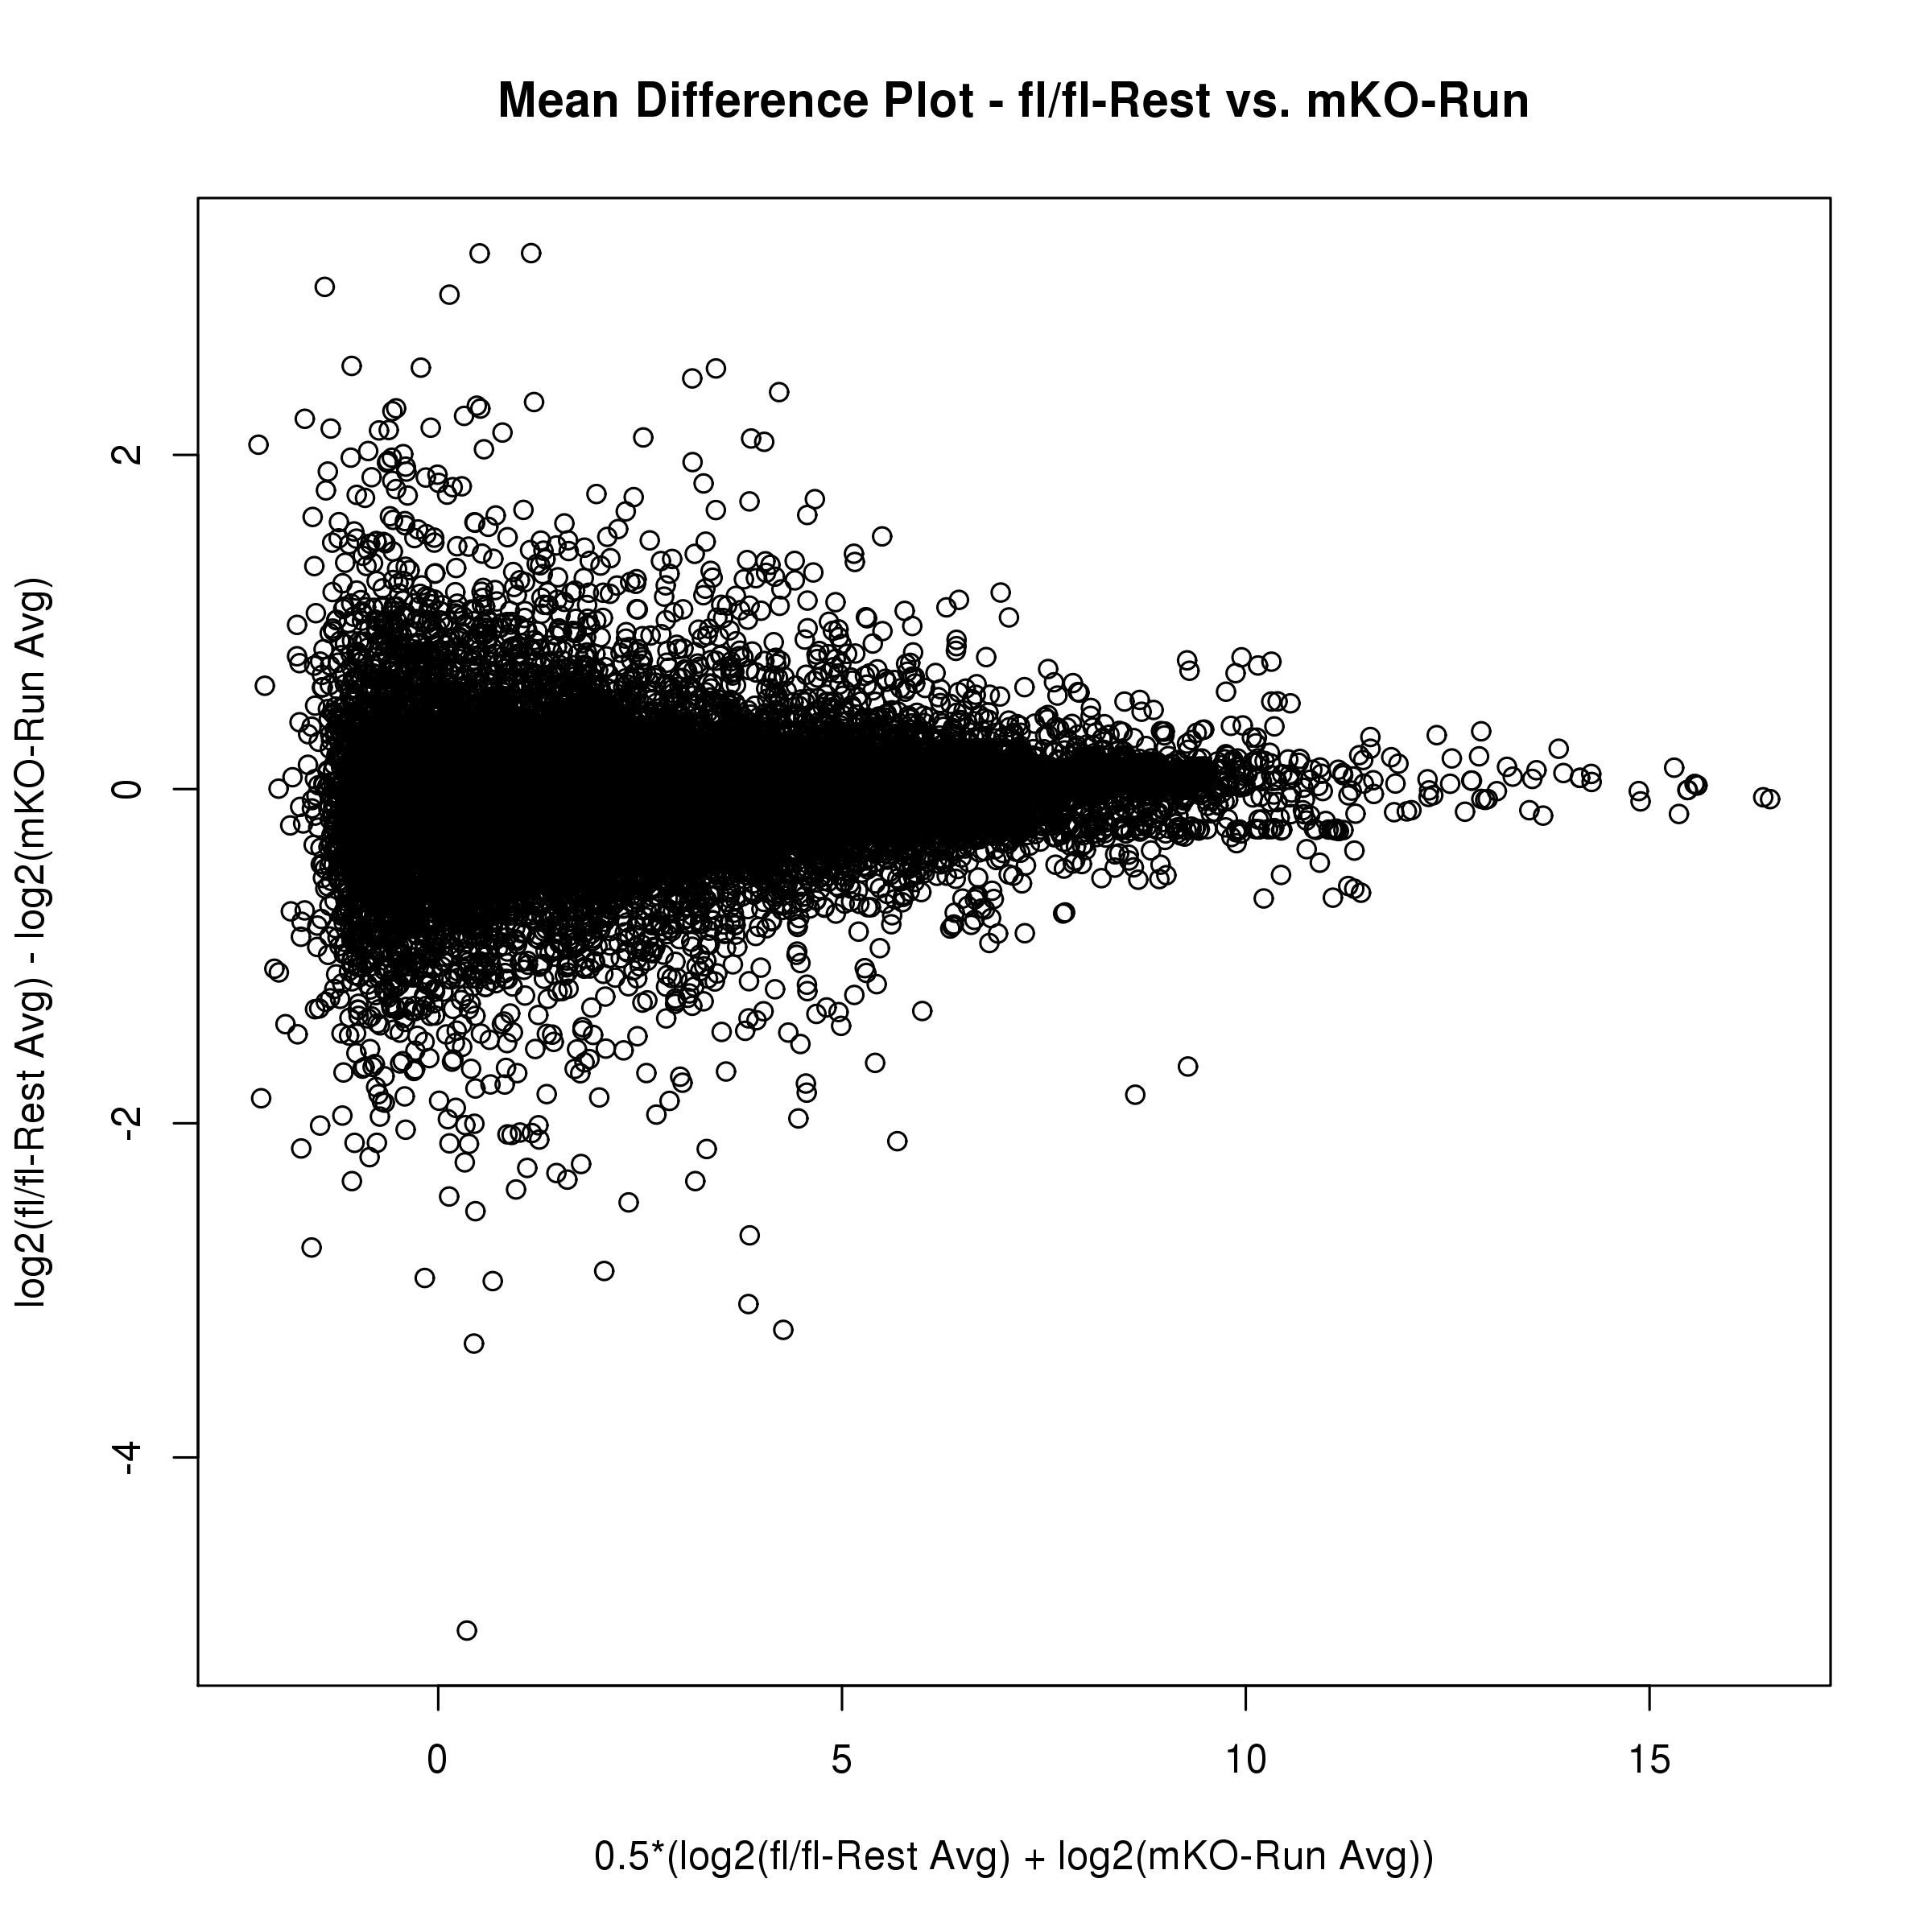 Mean Difference Plot - fl/fl-Rest vs. mKO-Run
log2(fl/fl-Rest Avg) - log2(mKO-Run Avg)
2
0
-2
-4
0 5 10 15
0.5*(log2(fl/fl-Rest Avg) + log2(mKO-Run Avg))